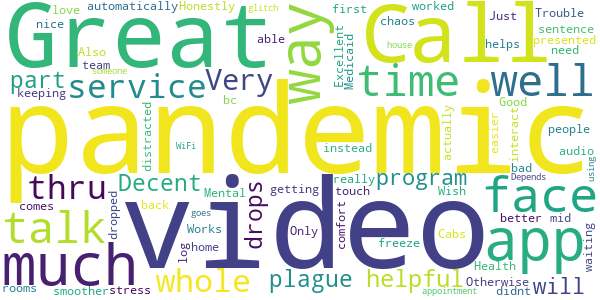 love automatically Honestly glitch
Great
nice
Also
team
able
way
first
chaos
Just
helps
Excellent
Medicaid
Call
worked
Trouble
sentence
presented
need
house
someone
part
keeping
service
Very
bc
time
well
pandemic
distracted
WiFi
instead
actually
easier
interact
Good
people
audio
bad
using
thru
Decent
Mental
getting
drops
really
touch
program
Wish
face
Depends
comes
dropped
back
Works
goes
home
log
Only
comfort
freeze
Cabs
better
mid
waiting
talk
video
app
much
Health
Otherwise
will
rooms
smoother
stress
whole
plague
helpful
appointment
didnt